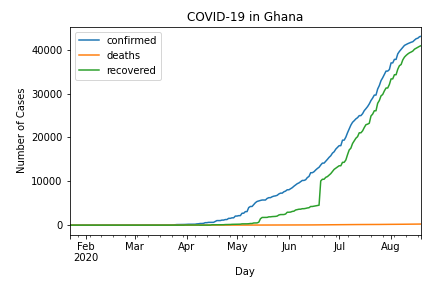 COVID-19 in Ghana
confirmed
deaths
recovered
Number of Cases
40000
30000
20000
10000
0
Feb Mar Apr May Jun Jul Aug
2020
Day